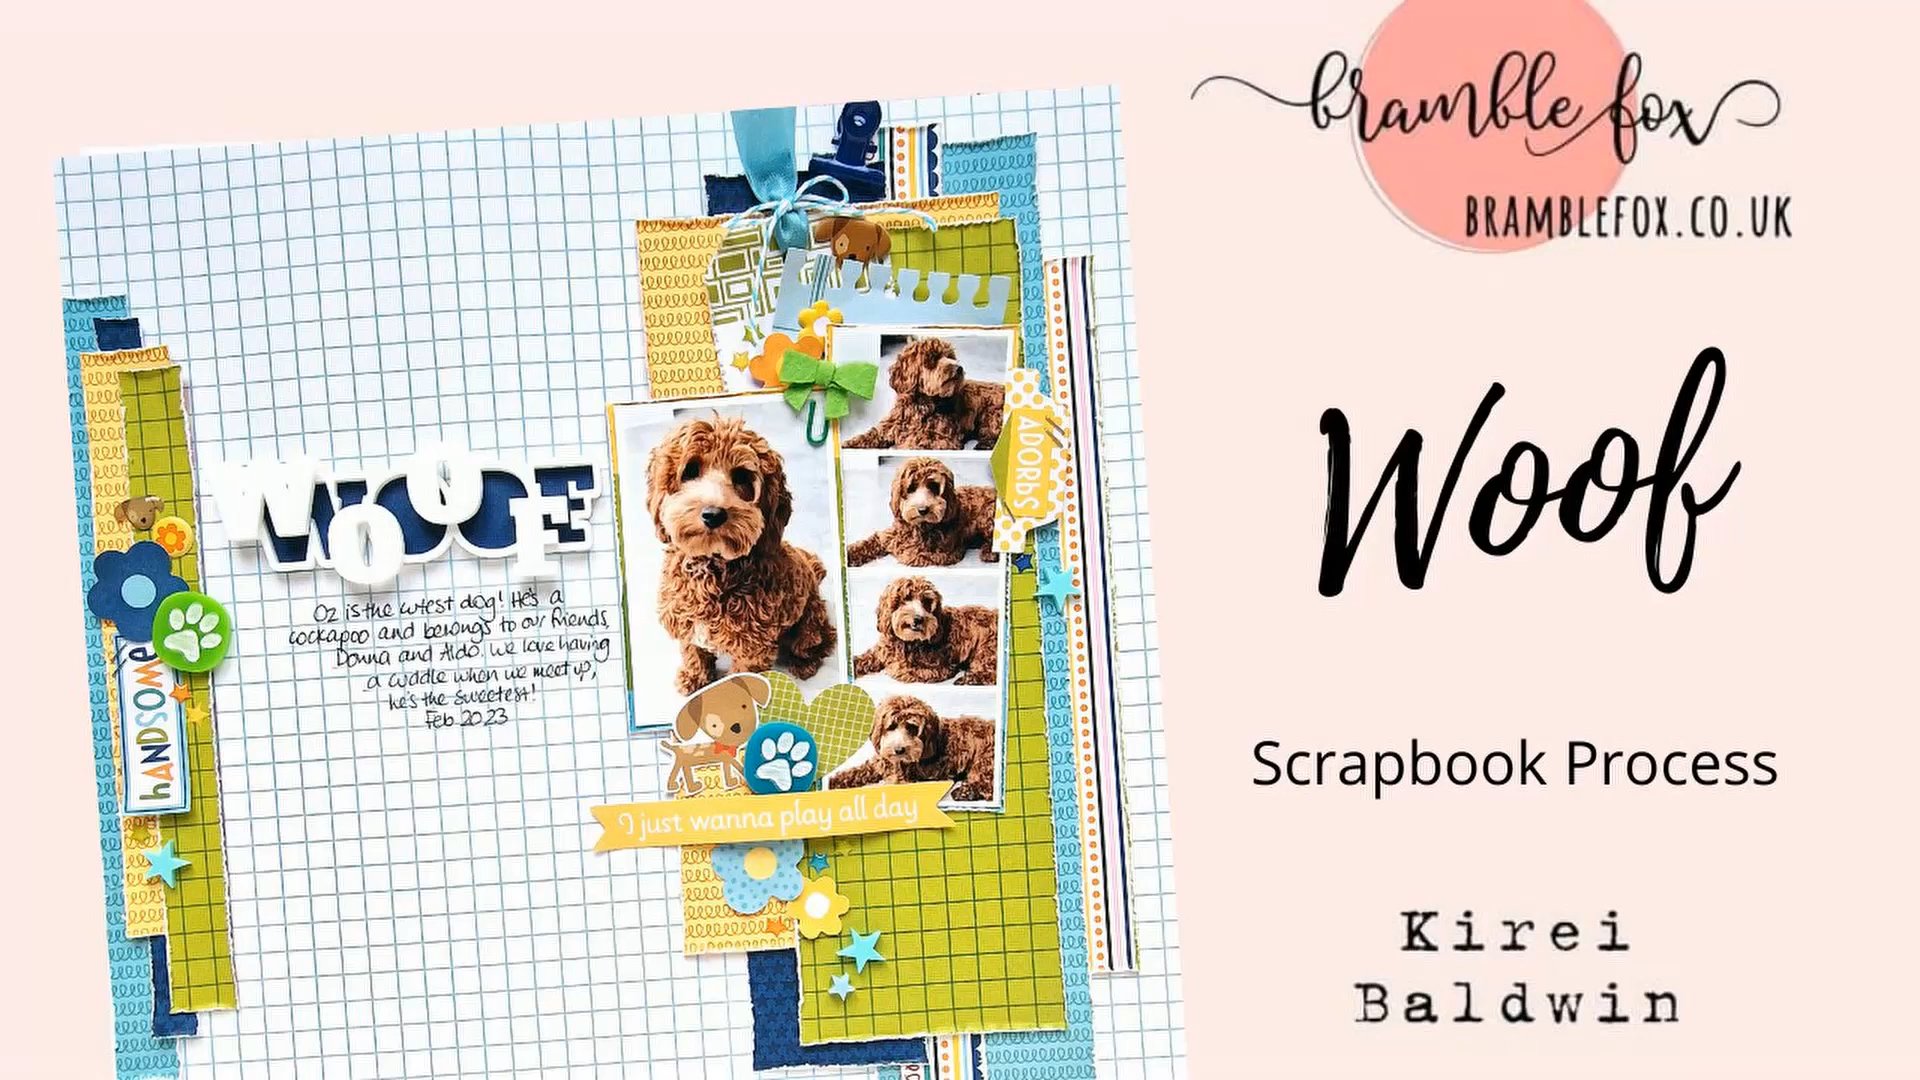 bramble fox
BRAMBLEFOX.CO.UK
Woof
Scrapbook Process
Kirei
Baldwin
WOOF
Oz is the cutest dog! He's a
cockapoo and belongs to our friends,
Donna and Aldo. We love having
a cuddle when we meet up,
he's the sweetest!
Feb 2023
hANDSOMe
ADORbS
I just wanna play all day